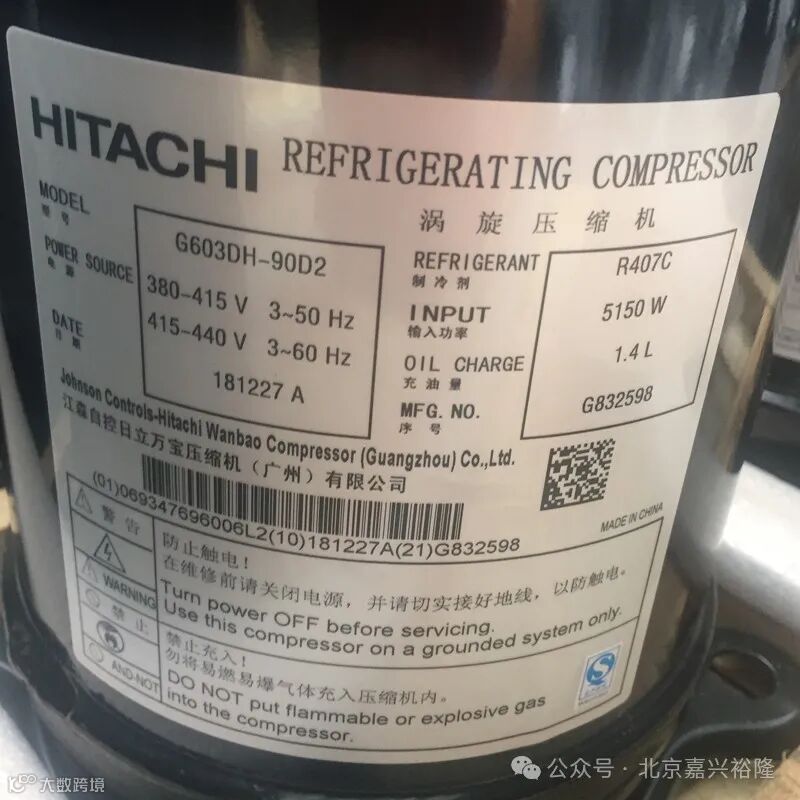 HITACHI REFRIGERATING COMPRESSOR
涡旋压缩机
MODEL
型号
G603DH-90D2
POWER SOURCE
电源
380-415 V 3~50 Hz
415-440 V 3~60 Hz
DATE
日期
181227 A
REFRIGERANT
制冷剂
R407C
INPUT
输入功率
5150 W
OIL CHARGE
充油量
1.4 L
MFG.NO.
序号
G832598
Johnson Controls-Hitachi Wanbao Compressor (Guangzhou) Co.,Ltd.
江森自控日立万宝压缩机（广州）有限公司
(01)069347696006L2(10)181227A(21)G832598
MADE IN CHINA
警告
WARNING
防止触电！
在维修前请关闭电源，并请切实接好地线，以防触电。
Turn power OFF before servicing.
Use this compressor on a grounded system only.
禁止
AND-NOT
禁止充入！
勿将易燃易爆气体充入压缩机内。
DO NOT put flammable or explosive gas
into the compressor.
公众号 · 北京嘉兴裕隆
大数跨境